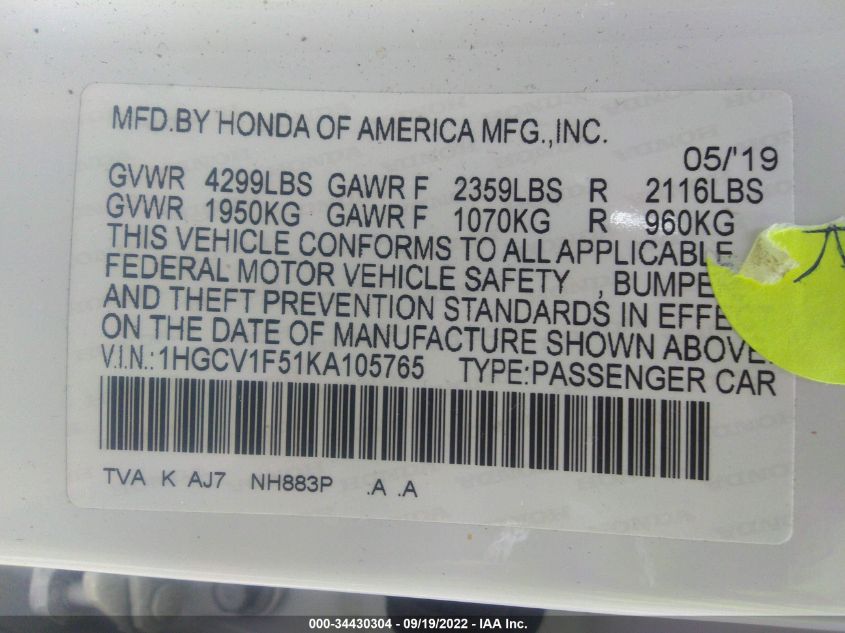 MFD.BY HONDA OF AMERICA MFG.,INC.
05/'19
GVWR 4299LBS GAWR F 2359LBS R 2116LBS
GVWR 1950KG GAWR F 1070KG R 960KG
THIS VEHICLE CONFORMS TO ALL APPLICABLE
FEDERAL MOTOR VEHICLE SAFETY , BUMPE
AND THEFT PREVENTION STANDARDS IN EFFE
ON THE DATE OF MANUFACTURE SHOWN ABOVE.
V.I.N.:1HGCV1F51KA105765 TYPE:PASSENGER CAR
TVA K AJ7 NH883P .A .A
000-34430304 - 09/19/2022 - IAA Inc.